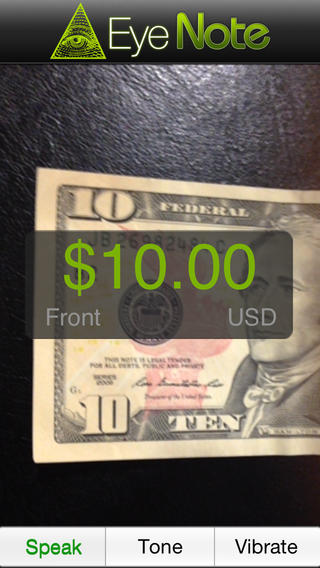 Eye Note
10
FEDERAL
$10.00
Front
USD
THIS NOTE IS LEGAL TENDER
FOR ALL DEBTS, PUBLIC AND PRIVATE
SERIES
10
TEN
HAMILTON
Speak
Tone
Vibrate